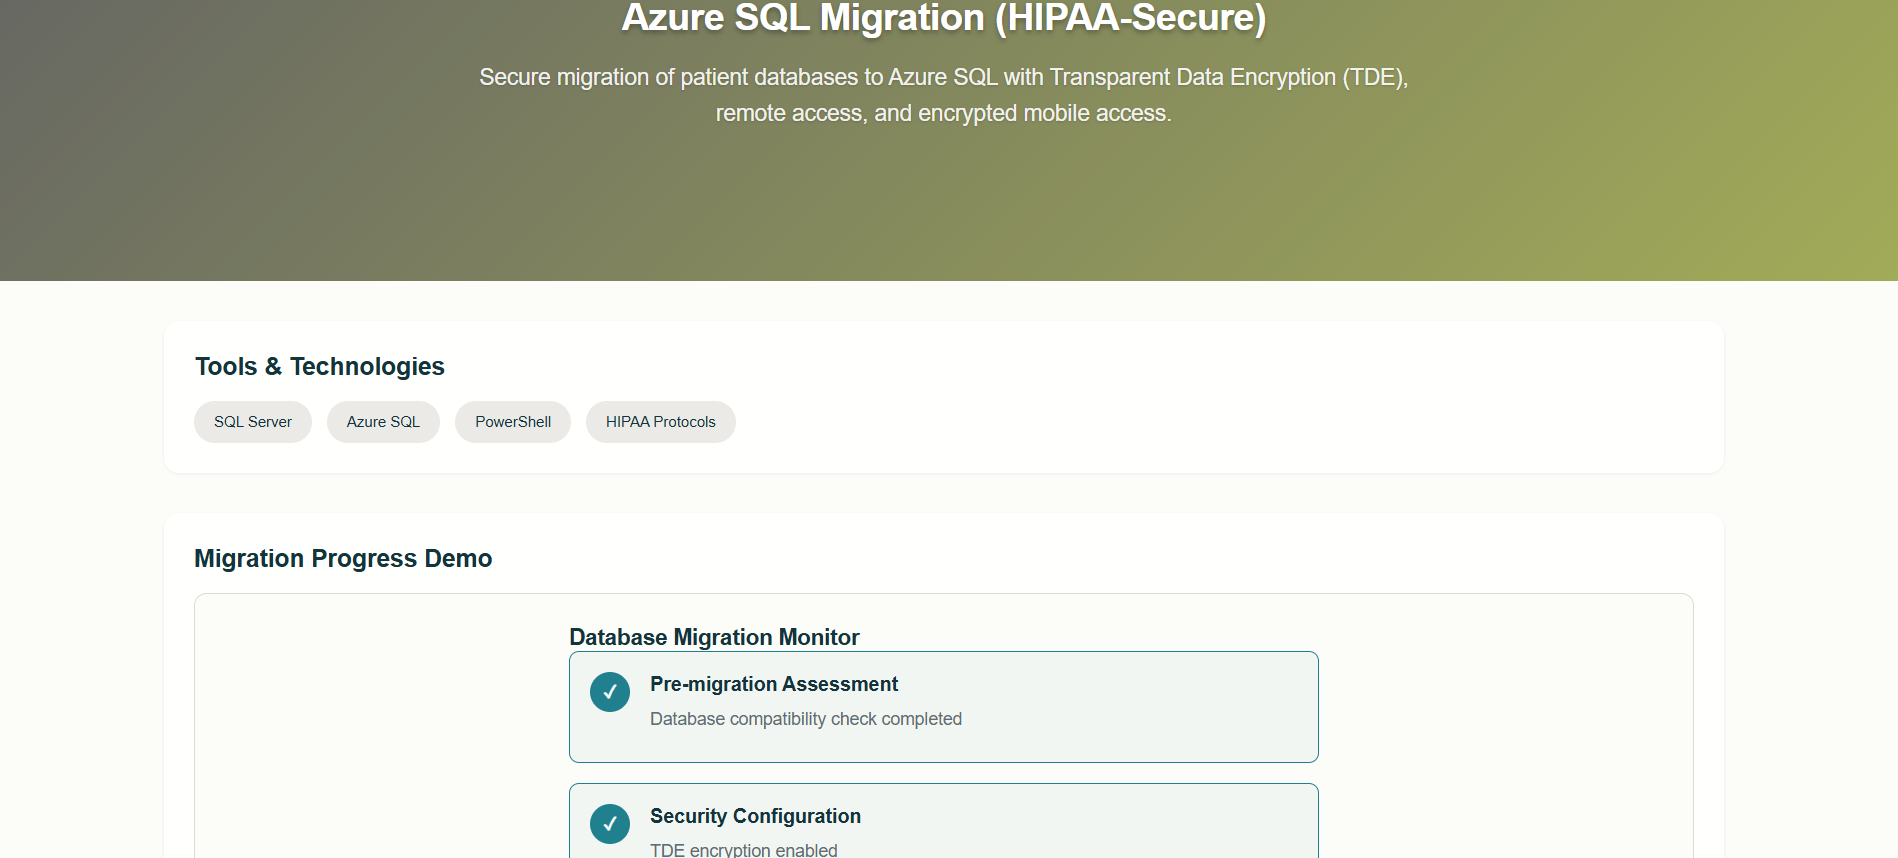 Azure SQL Migration (HIPAA-Secure)
Secure migration of patient databases to Azure SQL with Transparent Data Encryption (TDE),
remote access, and encrypted mobile access.
Tools & Technologies
SQL Server
Azure SQL
PowerShell
HIPAA Protocols
Migration Progress Demo
Database Migration Monitor
Pre-migration Assessment
Database compatibility check completed
Security Configuration
TDE encryption enabled